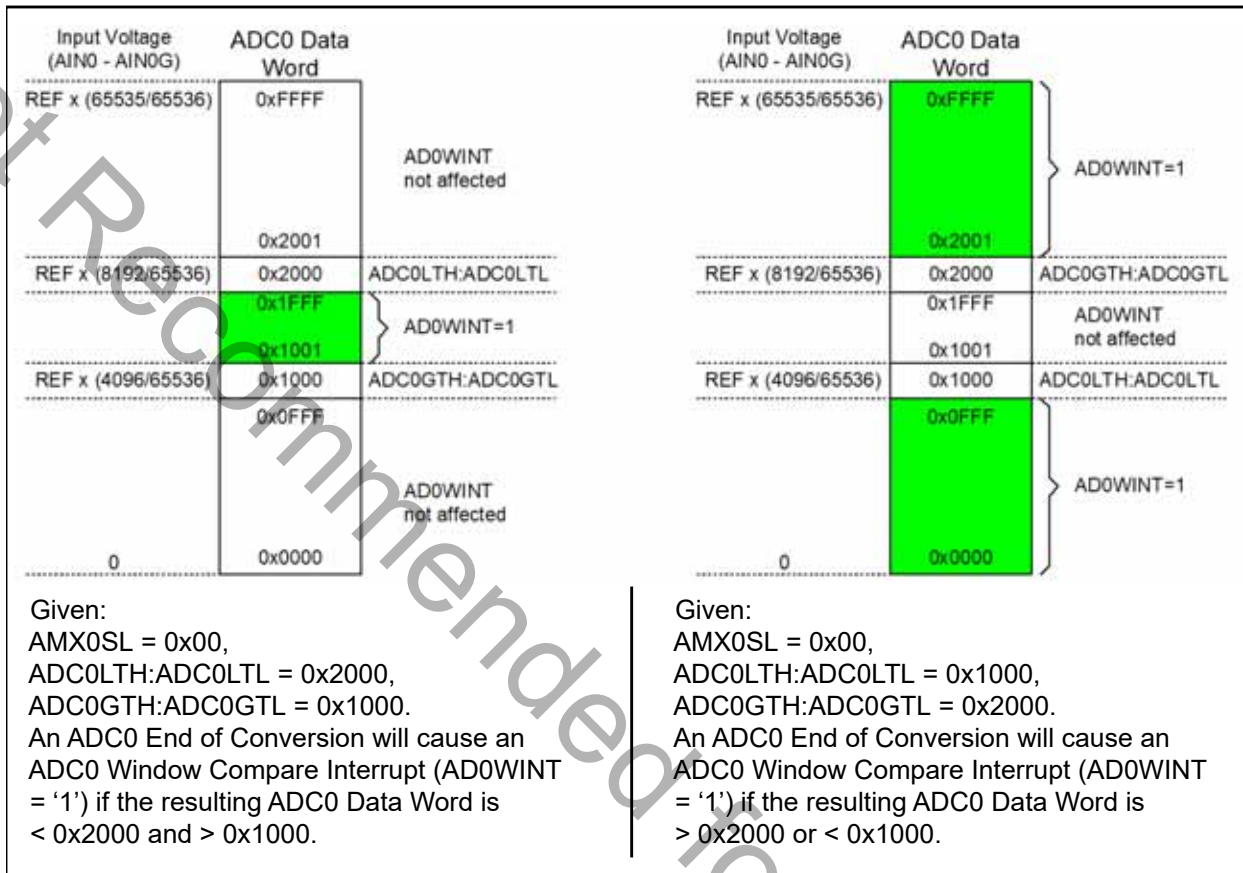 Input Voltage
(AIN0 - AIN0G)
ADC0 Data
Word
REF x (65535/65536)
0xFFFF
AD0WINT
not affected
0x2001
REF x (8192/65536)
0x2000
ADC0LTH:ADC0LTL
0x1FFF
AD0WINT=1
0x1001
REF x (4096/65536)
0x1000
ADC0GTH:ADC0GTL
0x0FFF
AD0WINT
not affected
0
0x0000
Given:
AMX0SL = 0x00,
ADC0LTH:ADC0LTL = 0x2000,
ADC0GTH:ADC0GTL = 0x1000.
An ADC0 End of Conversion will cause an
ADC0 Window Compare Interrupt (AD0WINT
= ‘1’) if the resulting ADC0 Data Word is
< 0x2000 and > 0x1000.
Input Voltage
(AIN0 - AIN0G)
ADC0 Data
Word
REF x (65535/65536)
0xFFFF
AD0WINT=1
0x2001
REF x (8192/65536)
0x2000
ADC0GTH:ADC0GTL
0x1FFF
AD0WINT
not affected
0x1001
REF x (4096/65536)
0x1000
ADC0LTH:ADC0LTL
0x0FFF
AD0WINT=1
0
0x0000
Given:
AMX0SL = 0x00,
ADC0LTH:ADC0LTL = 0x1000,
ADC0GTH:ADC0GTL = 0x2000.
An ADC0 End of Conversion will cause an
ADC0 Window Compare Interrupt (AD0WINT
= ‘1’) if the resulting ADC0 Data Word is
> 0x2000 or < 0x1000.
Recommended